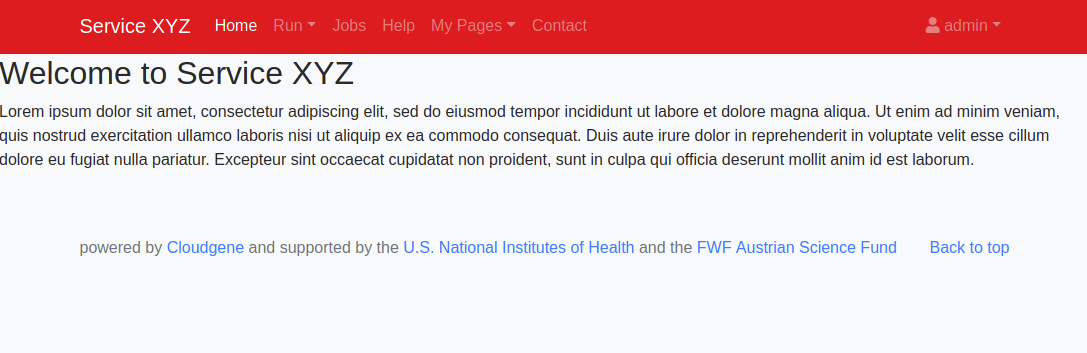 Service XYZ Home Run Jobs Help My Pages Contact admin
Welcome to Service XYZ
Lorem ipsum dolor sit amet, consectetur adipiscing elit, sed do eiusmod tempor incididunt ut labore et dolore magna aliqua. Ut enim ad minim veniam,
quis nostrud exercitation ullamco laboris nisi ut aliquip ex ea commodo consequat. Duis aute irure dolor in reprehenderit in voluptate velit esse cillum
dolore eu fugiat nulla pariatur. Excepteur sint occaecat cupidatat non proident, sunt in culpa qui officia deserunt mollit anim id est laborum.
powered by Cloudgene and supported by the U.S. National Institutes of Health and the FWF Austrian Science Fund Back to top